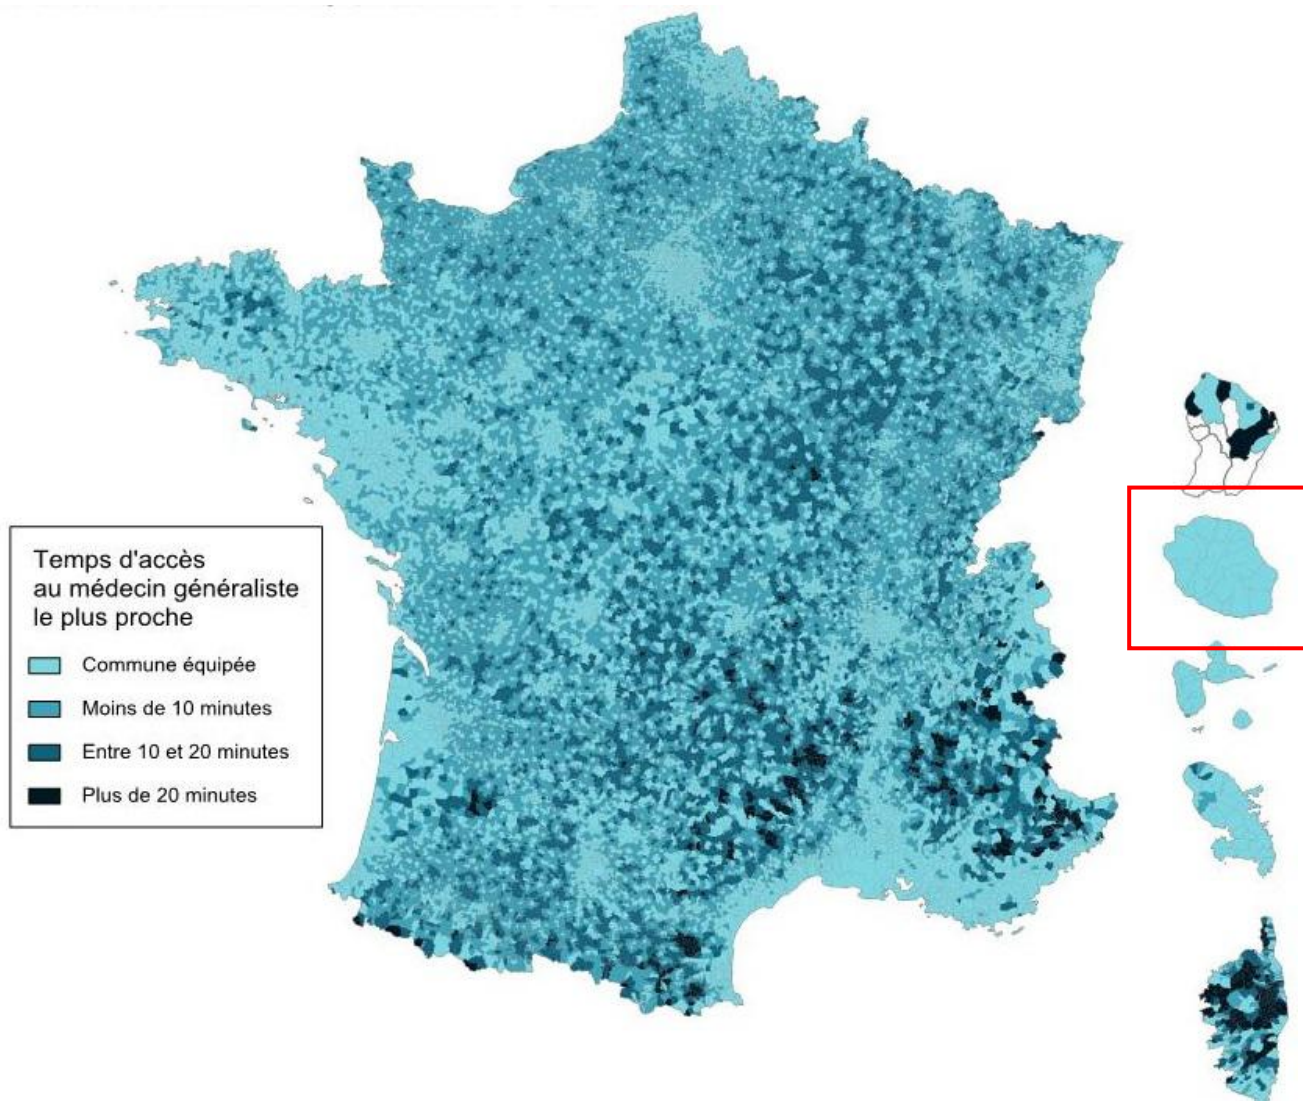 Temps d'accès
au médecin généraliste
le plus proche
Commune équipée
Moins de 10 minutes
Entre 10 et 20 minutes
Plus de 20 minutes